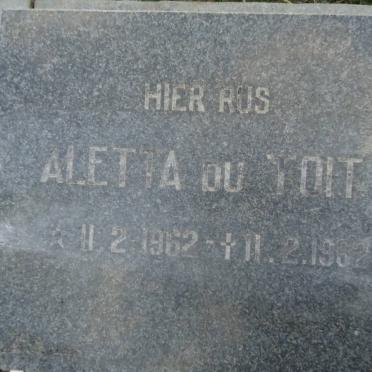 HIER RUS
ALETTA DU TOIT
* 11.2.1962 - † 11.2.1962